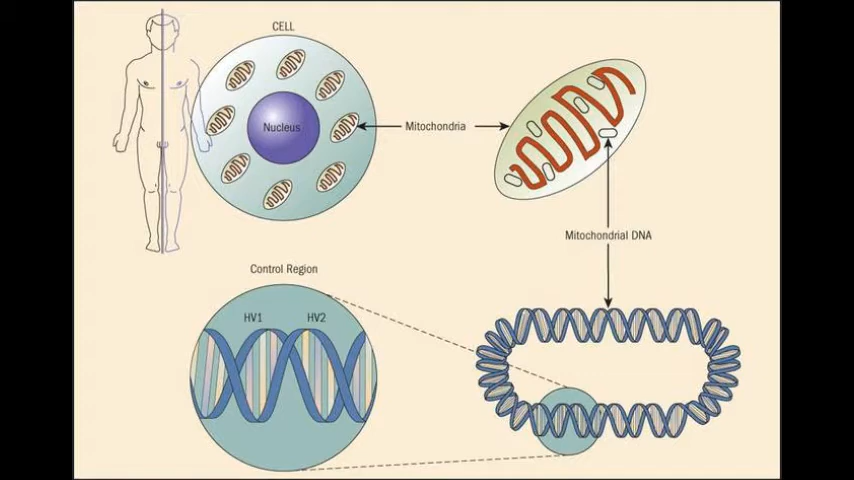 CELL
Nucleus
Mitochondria
Mitochondrial DNA
Control Region
HV1
HV2